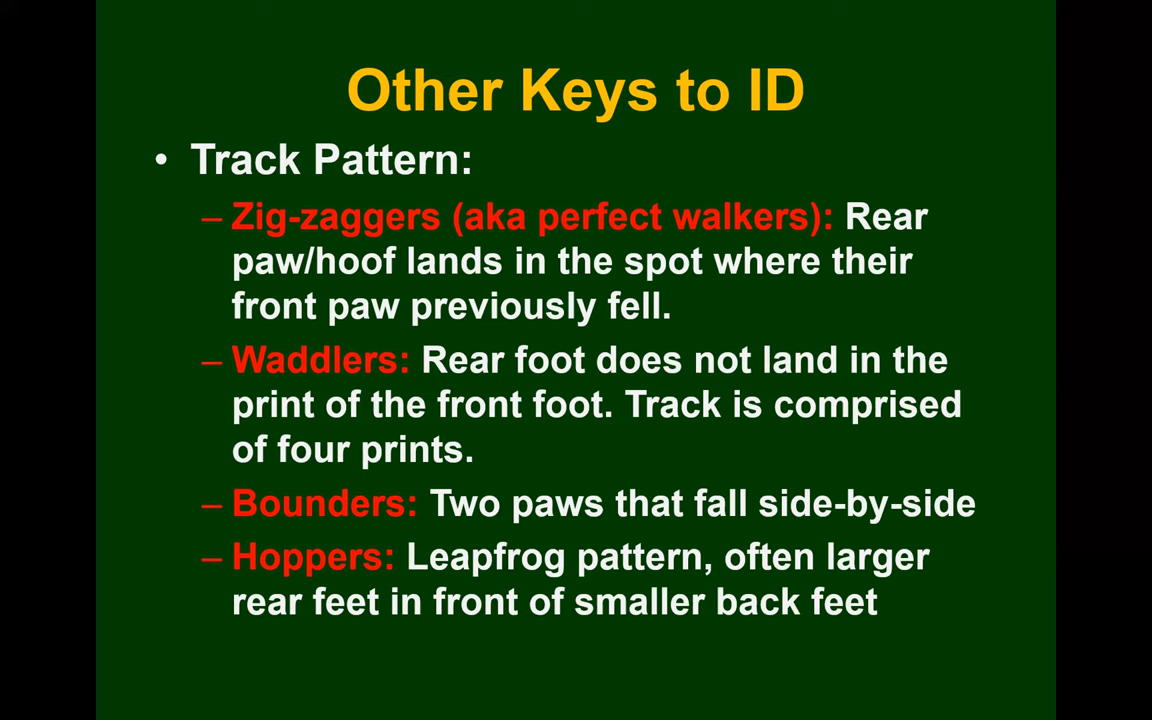 Other Keys to ID
• Track Pattern:
– Zig-zaggers (aka perfect walkers): Rear
paw/hoof lands in the spot where their
front paw previously fell.
– Waddlers: Rear foot does not land in the
print of the front foot. Track is comprised
of four prints.
– Bounders: Two paws that fall side-by-side
– Hoppers: Leapfrog pattern, often larger
rear feet in front of smaller back feet